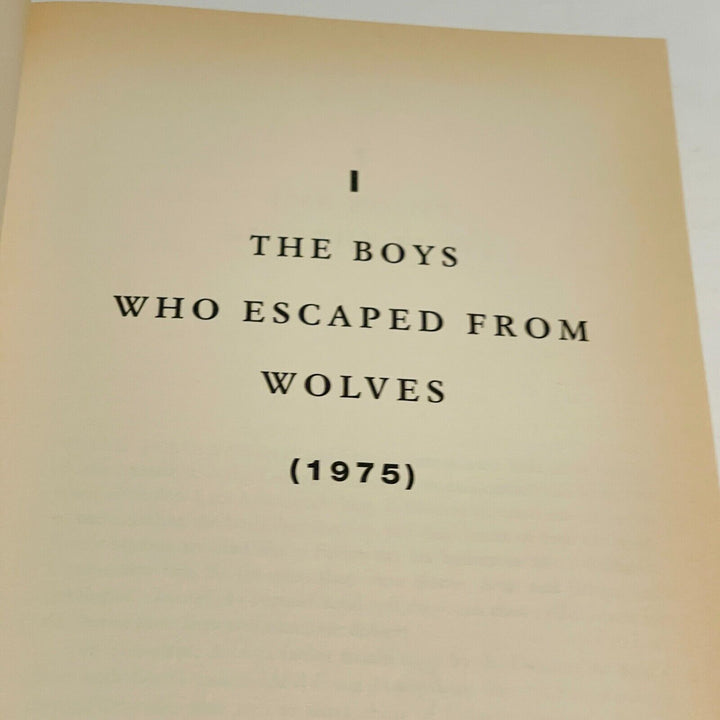 I
THE BOYS
WHO ESCAPED FROM
WOLVES
(1975)